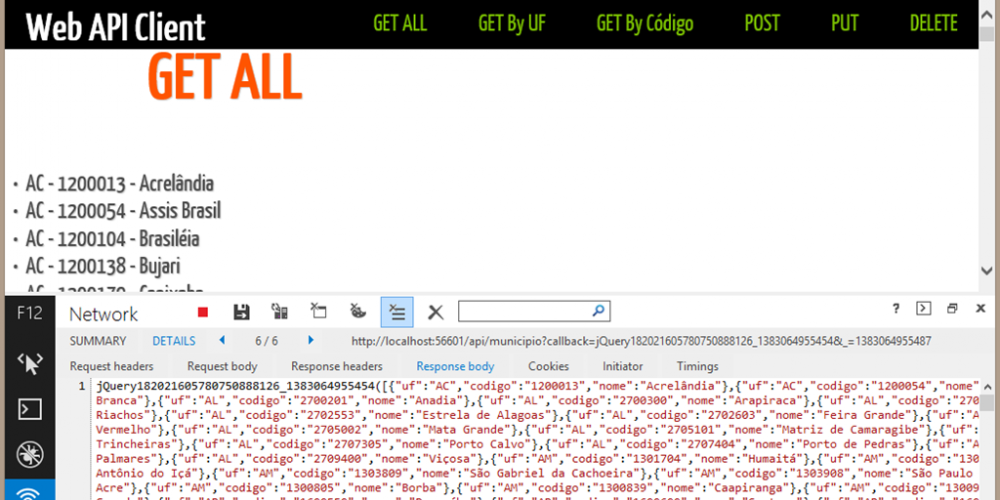 Web API Client GET ALL GET By UF GET By Código POST PUT DELETE
GET ALL
• AC - 1200013 - Acrelândia
• AC - 1200054 - Assis Brasil
• AC - 1200104 - Brasiléia
• AC - 1200138 - Bujari
F12 Network ?
SUMMARY DETAILS 6 / 6 http://localhost:56601/api/municipio?callback=jQuery182021605780750888126_1383064955454&_=1383064955487
Request headers Request body Response headers Response body Cookies Initiator Timings
1 jQuery182021605780750888126_1383064955454([{"uf":"AC","codigo":"1200013","nome":"Acrelândia"},{"uf":"AC","codigo":"1200054","nome"
Branca"},{"uf":"AL","codigo":"2700201","nome":"Anadia"},{"uf":"AL","codigo":"2700300","nome":"Arapiraca"},{"uf":"AL","codigo":"270
Riachos"},{"uf":"AL","codigo":"2702553","nome":"Estrela de Alagoas"},{"uf":"AL","codigo":"2702603","nome":"Feira Grande"},{"uf":"A
Vermelho"},{"uf":"AL","codigo":"2705002","nome":"Mata Grande"},{"uf":"AL","codigo":"2705101","nome":"Matriz de Camaragibe"},{"uf":
Trincheiras"},{"uf":"AL","codigo":"2707305","nome":"Porto Calvo"},{"uf":"AL","codigo":"2707404","nome":"Porto de Pedras"},{"uf":"A
Palmares"},{"uf":"AL","codigo":"2709400","nome":"Viçosa"},{"uf":"AM","codigo":"1301704","nome":"Humaitá"},{"uf":"AM","codigo":"130
Antônio do Içá"},{"uf":"AM","codigo":"1303809","nome":"São Gabriel da Cachoeira"},{"uf":"AM","codigo":"1303908","nome":"São Paulo
Acre"},{"uf":"AM","codigo":"1300805","nome":"Borba"},{"uf":"AM","codigo":"1300839","nome":"Caapiranga"},{"uf":"AM","codigo":"13009